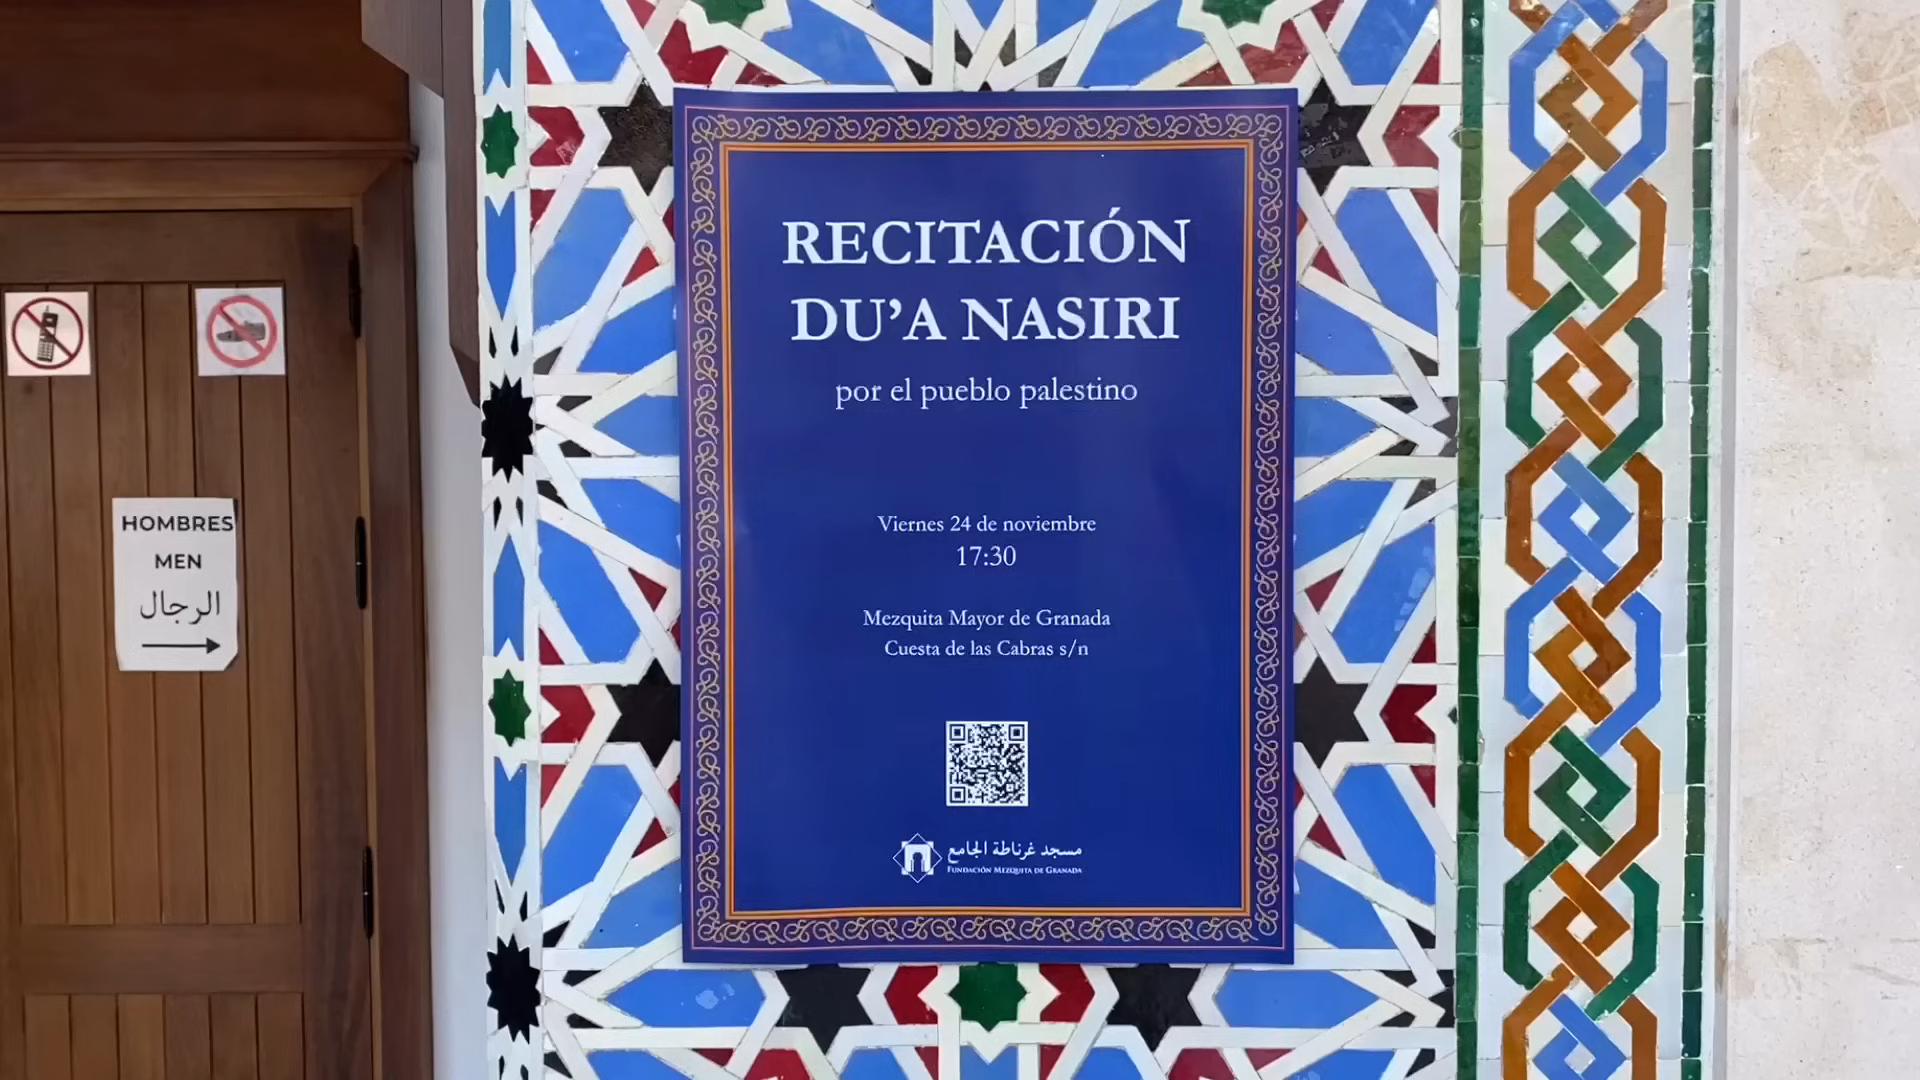 HOMBRES
MEN
الرجال
RECITACIÓN
DU’A NASIRI
por el pueblo palestino
Viernes 24 de noviembre
17:30
Mezquita Mayor de Granada
Cuesta de las Cabras s/n
مسجد غرناطة الجامع
FUNDACIÓN MEZQUITA DE GRANADA